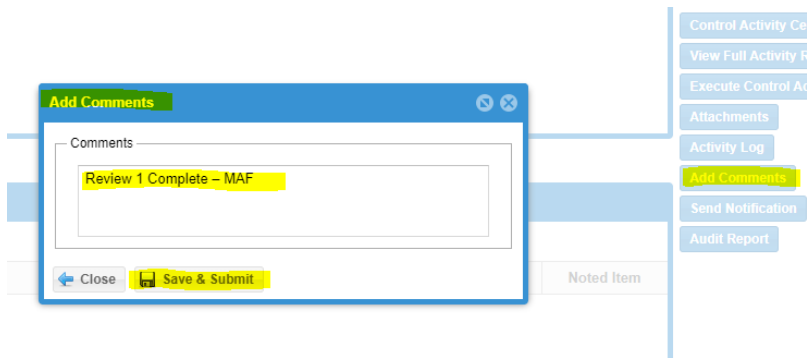 Control Activity Ce
View Full Activity R
Execute Control Ac
Attachments
Activity Log
Add Comments
Send Notification
Audit Report
Add Comments
Comments
Review 1 Complete – MAF
Close
Save & Submit
Noted Item